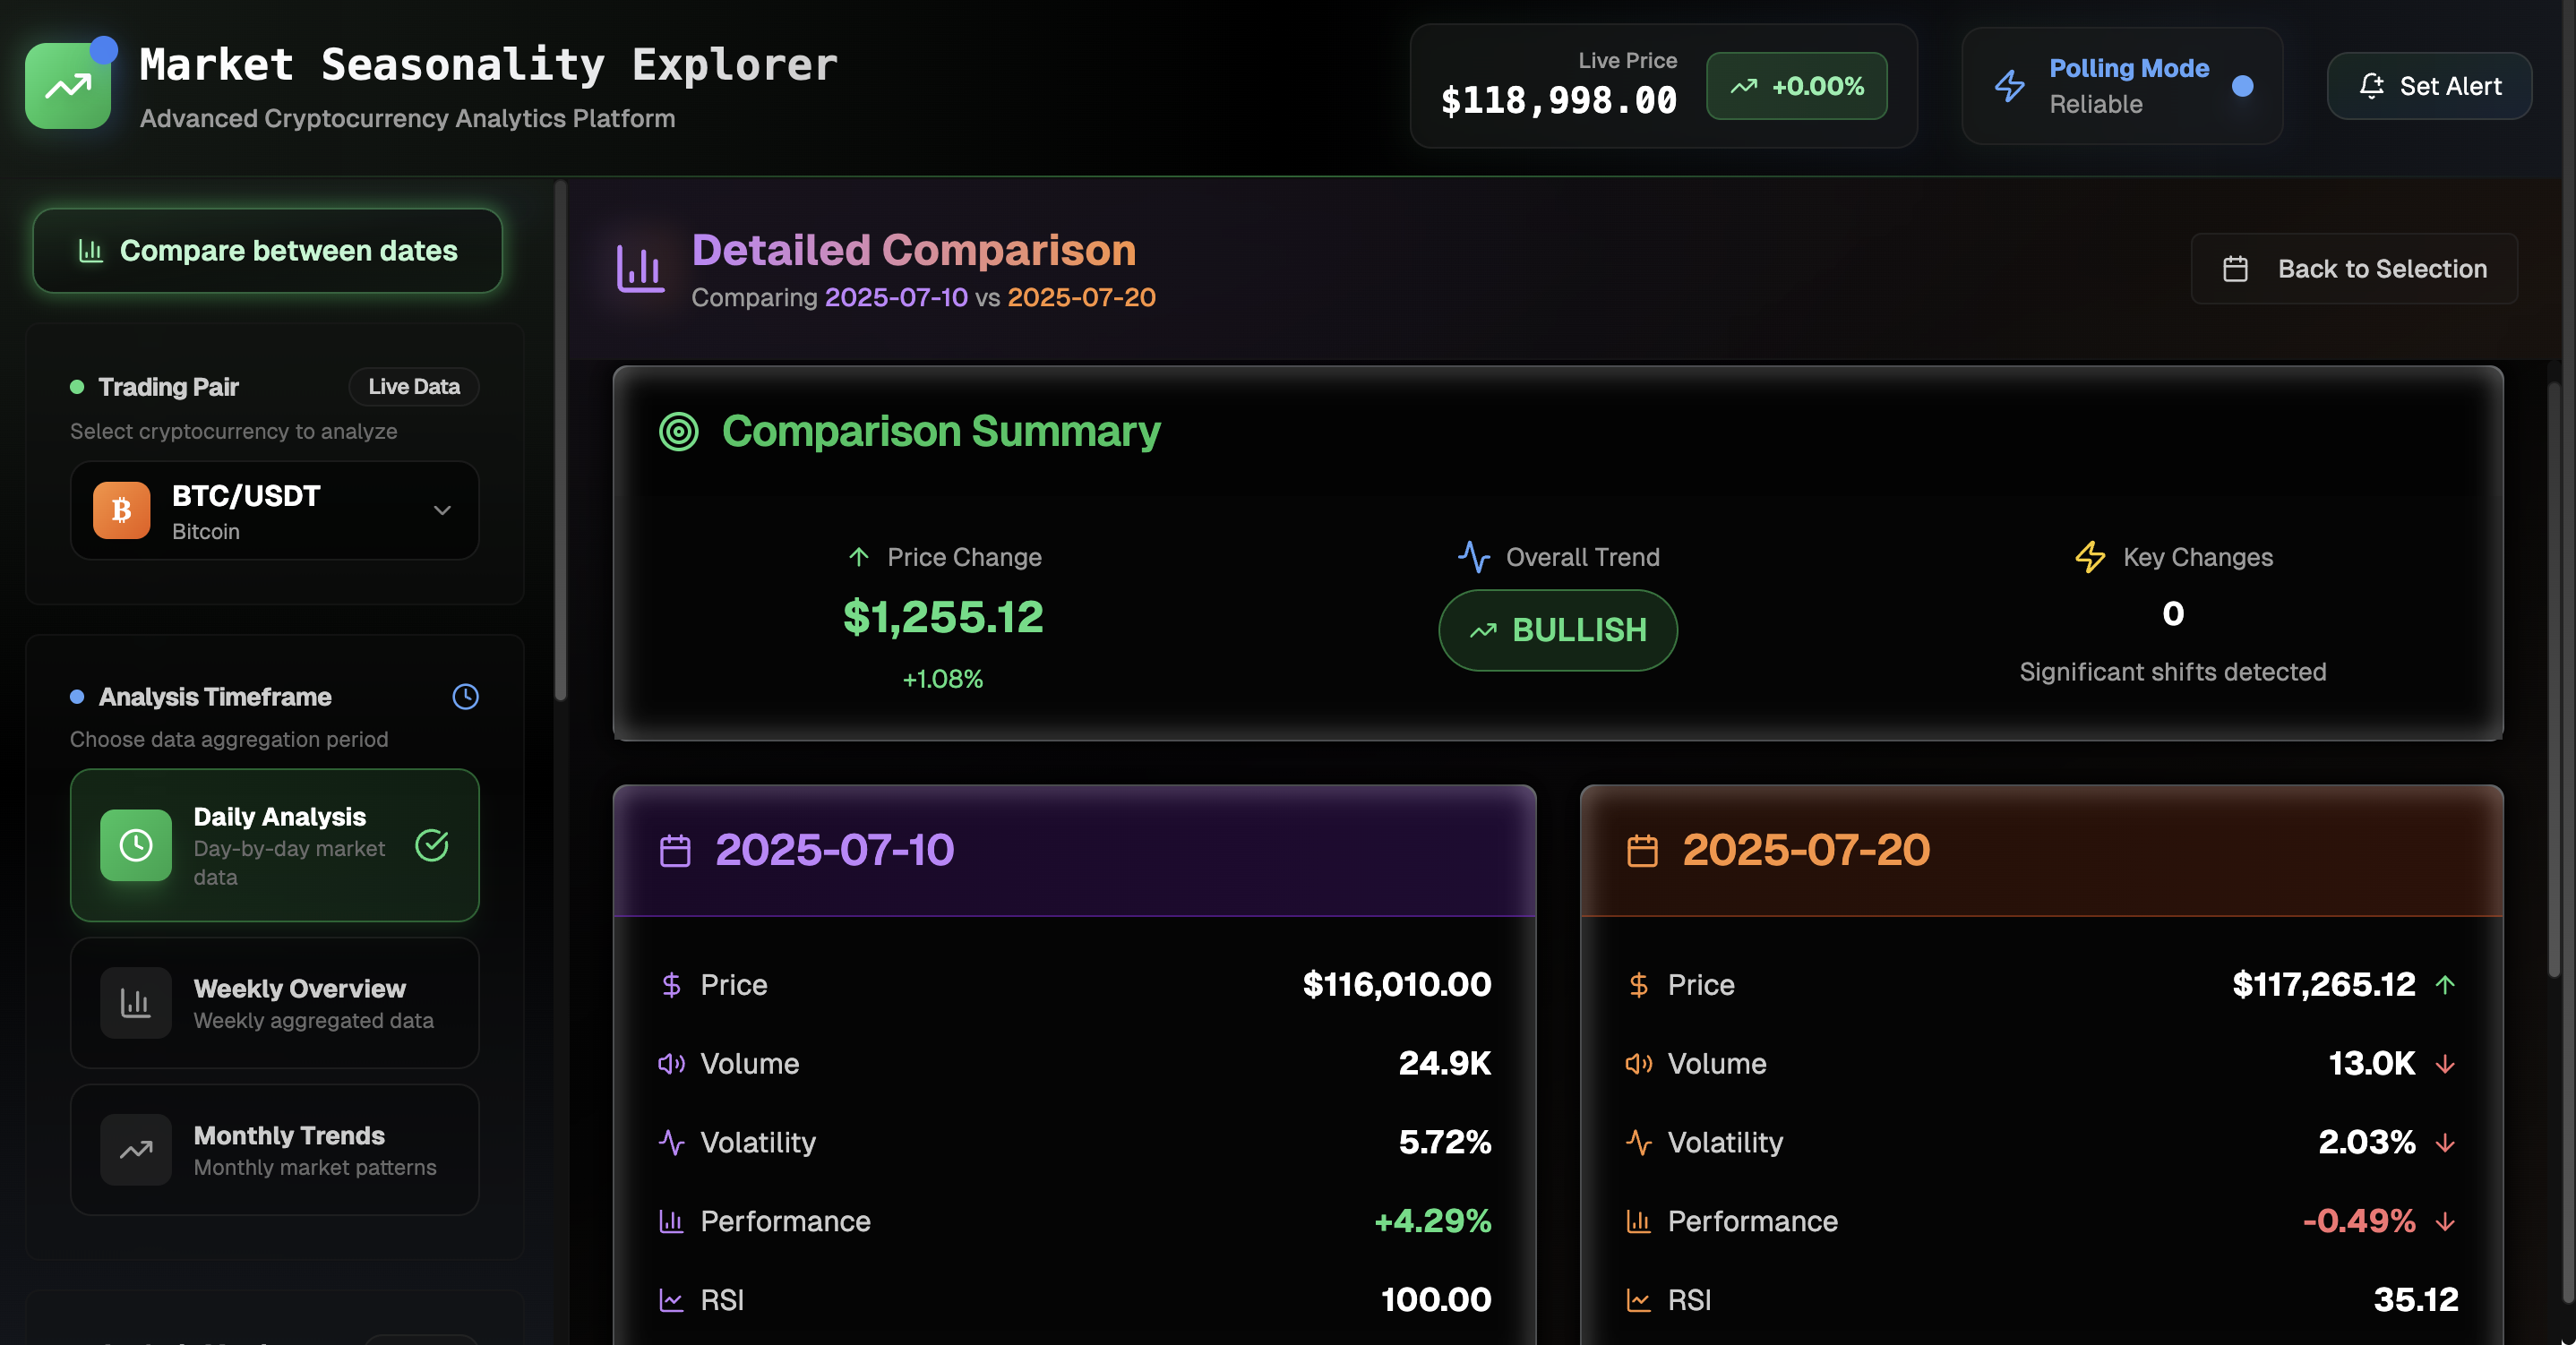 Market Seasonality Explorer
Advanced Cryptocurrency Analytics Platform
Live Price
$118,998.00
+0.00%
Polling Mode
Reliable
Set Alert
Compare between dates
Trading Pair
Live Data
Select cryptocurrency to analyze
BTC/USDT
Bitcoin
Analysis Timeframe
Choose data aggregation period
Daily Analysis
Day-by-day market
data
Weekly Overview
Weekly aggregated data
Monthly Trends
Monthly market patterns
Detailed Comparison
Comparing 2025-07-10 vs 2025-07-20
Back to Selection
Comparison Summary
Price Change
$1,255.12
+1.08%
Overall Trend
BULLISH
Key Changes
0
Significant shifts detected
2025-07-10
Price $116,010.00
Volume 24.9K
Volatility 5.72%
Performance +4.29%
RSI 100.00
2025-07-20
Price $117,265.12
Volume 13.0K
Volatility 2.03%
Performance -0.49%
RSI 35.12